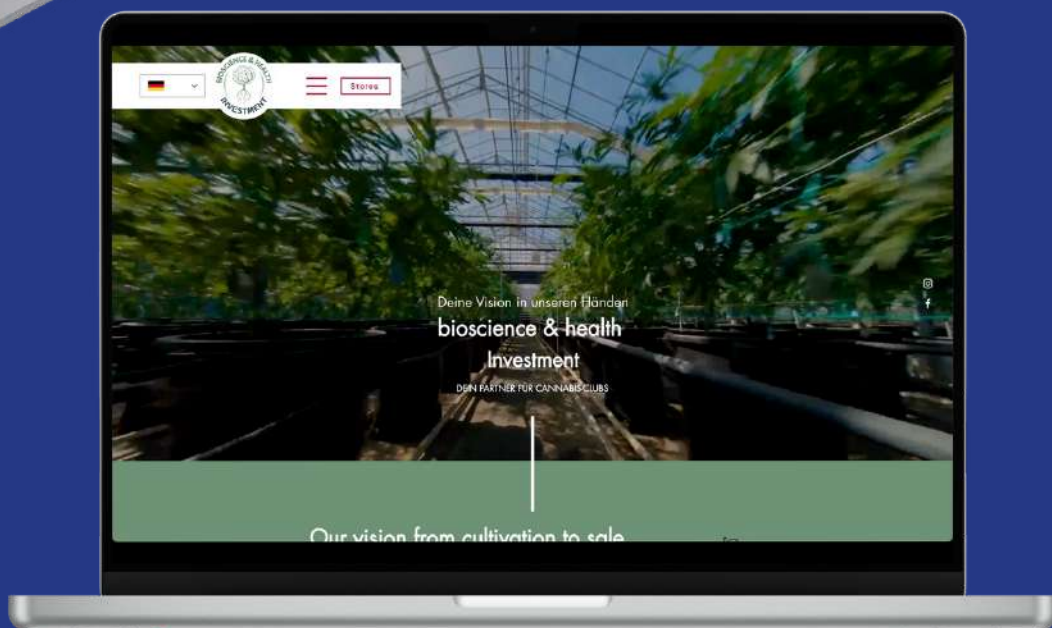 BIOSCIENCE & HEALTH
INVESTMENT
Stores
Deine Vision in unseren Händen
bioscience & health
Investment
DEIN PARTNER FÜR CANNABIS CLUBS
Our vision from cultivation to sale